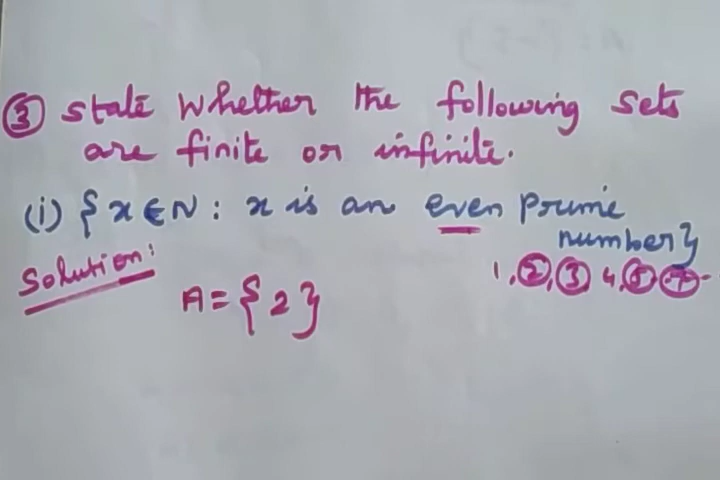 ③ state whether the following sets
are finite or infinite.
(i) {x∈N: x is an even prime
number}
Solution:
1, 2, 3 4, 5 7
A = {2}